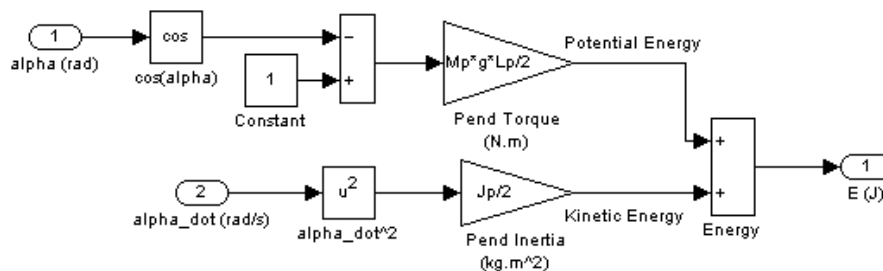 1
alpha (rad)
cos
cos(alpha)
1
Constant
−
+
Mp*g*Lp/2
Pend Torque
(N.m)
Potential Energy
2
alpha_dot (rad/s)
u^2
alpha_dot^2
Jp/2
Pend Inertia
(kg.m^2)
Kinetic Energy
+
+
Energy
1
E (J)